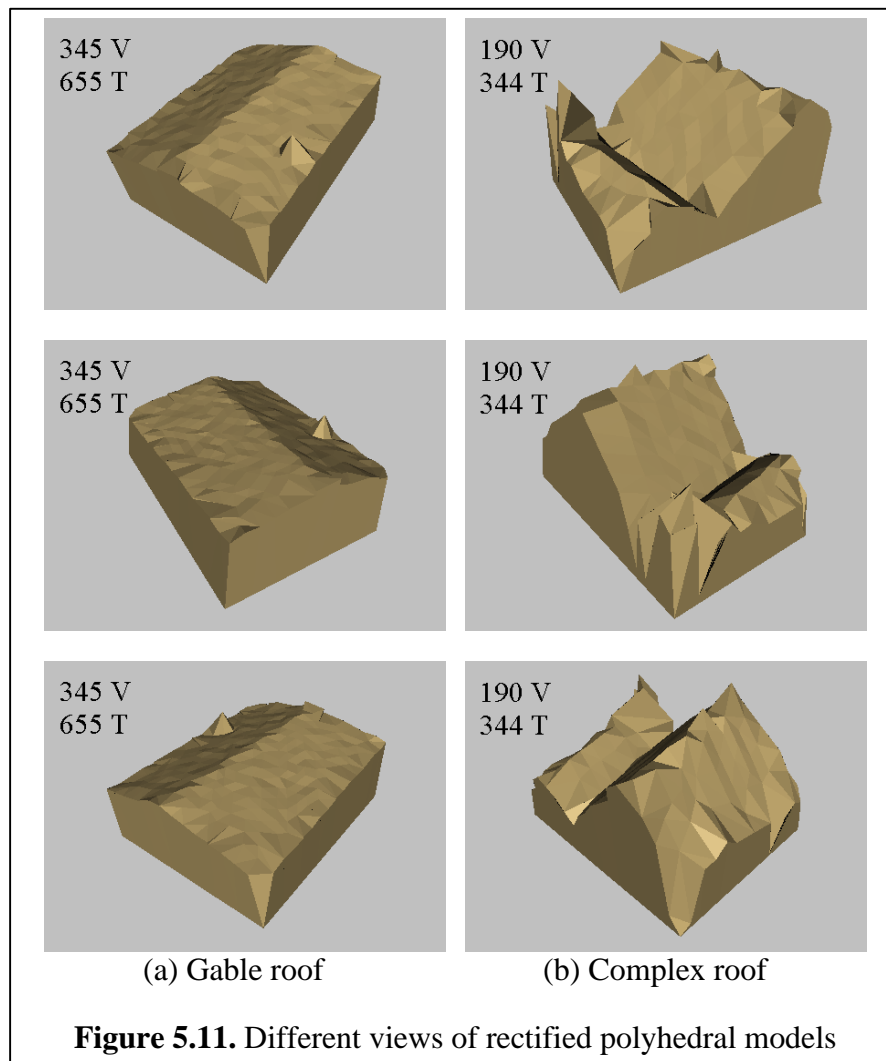 345 V
655 T
190 V
344 T
345 V
655 T
190 V
344 T
345 V
655 T
190 V
344 T
(a) Gable roof
(b) Complex roof
Figure 5.11. Different views of rectified polyhedral models